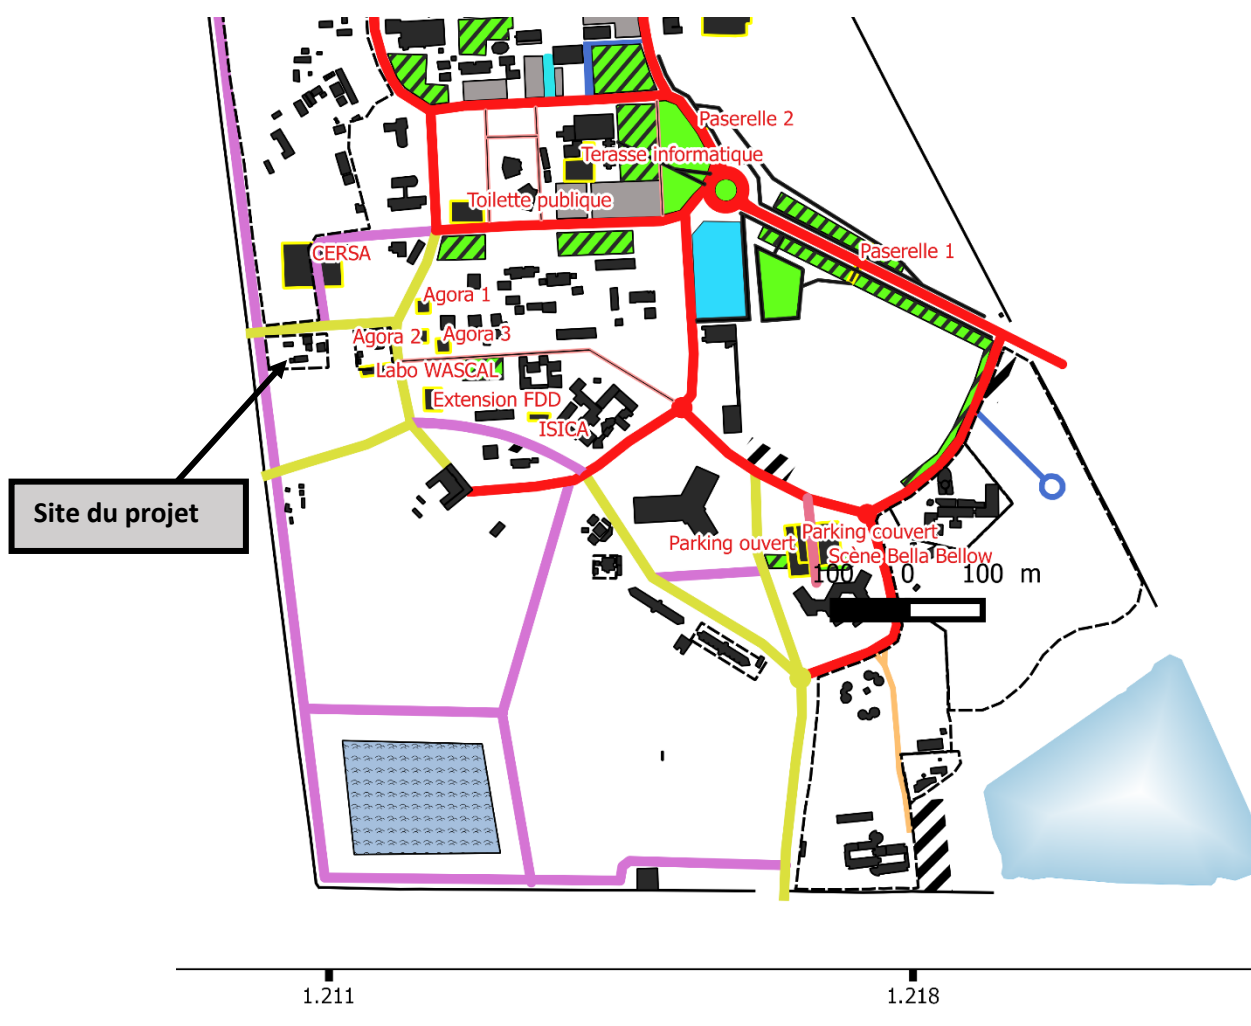 Paserelle 2
Terasse informatique
Toilette publique
CERSA
Paserelle 1
Agora 1
Agora 2
Agora 3
Labo WASCAL
Extension FDD
ISICA
Site du projet
Parking couvert
Parking ouvert
Scène Bella Bellow
100 0 100 m
1.211 1.218